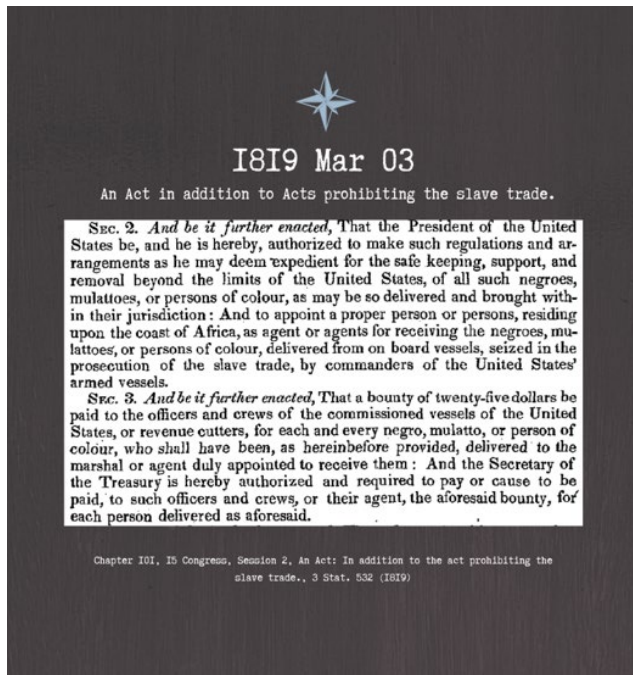 I8I9 Mar 03
An Act in addition to Acts prohibiting the slave trade.
SEC. 2. And be it further enacted, That the President of the United
States be, and he is hereby, authorized to make such regulations and ar-
rangements as he may deem expedient for the safe keeping, support, and
removal beyond the limits of the United States, of all such negroes,
mulattoes, or persons of colour, as may be so delivered and brought with-
in their jurisdiction: And to appoint a proper person or persons, residing
upon the coast of Africa, as agent or agents for receiving the negroes, mu-
lattoes, or persons of colour, delivered from on board vessels, seized in the
prosecution of the slave trade, by commanders of the United States'
armed vessels.
SEC. 3. And be it further enacted, That a bounty of twenty-five dollars be
paid to the officers and crews of the commissioned vessels of the United
States, or revenue cutters, for each and every negro, mulatto, or person of
colour, who shall have been, as hereinbefore provided, delivered to the
marshal or agent duly appointed to receive them: And the Secretary of
the Treasury is hereby authorized and required to pay or cause to be
paid, to such officers and crews, or their agent, the aforesaid bounty, for
each person delivered as aforesaid.
Chapter I0I, I5 Congress, Session 2, An Act: In addition to the act prohibiting the
slave trade., 3 Stat. 532 (I8I9)